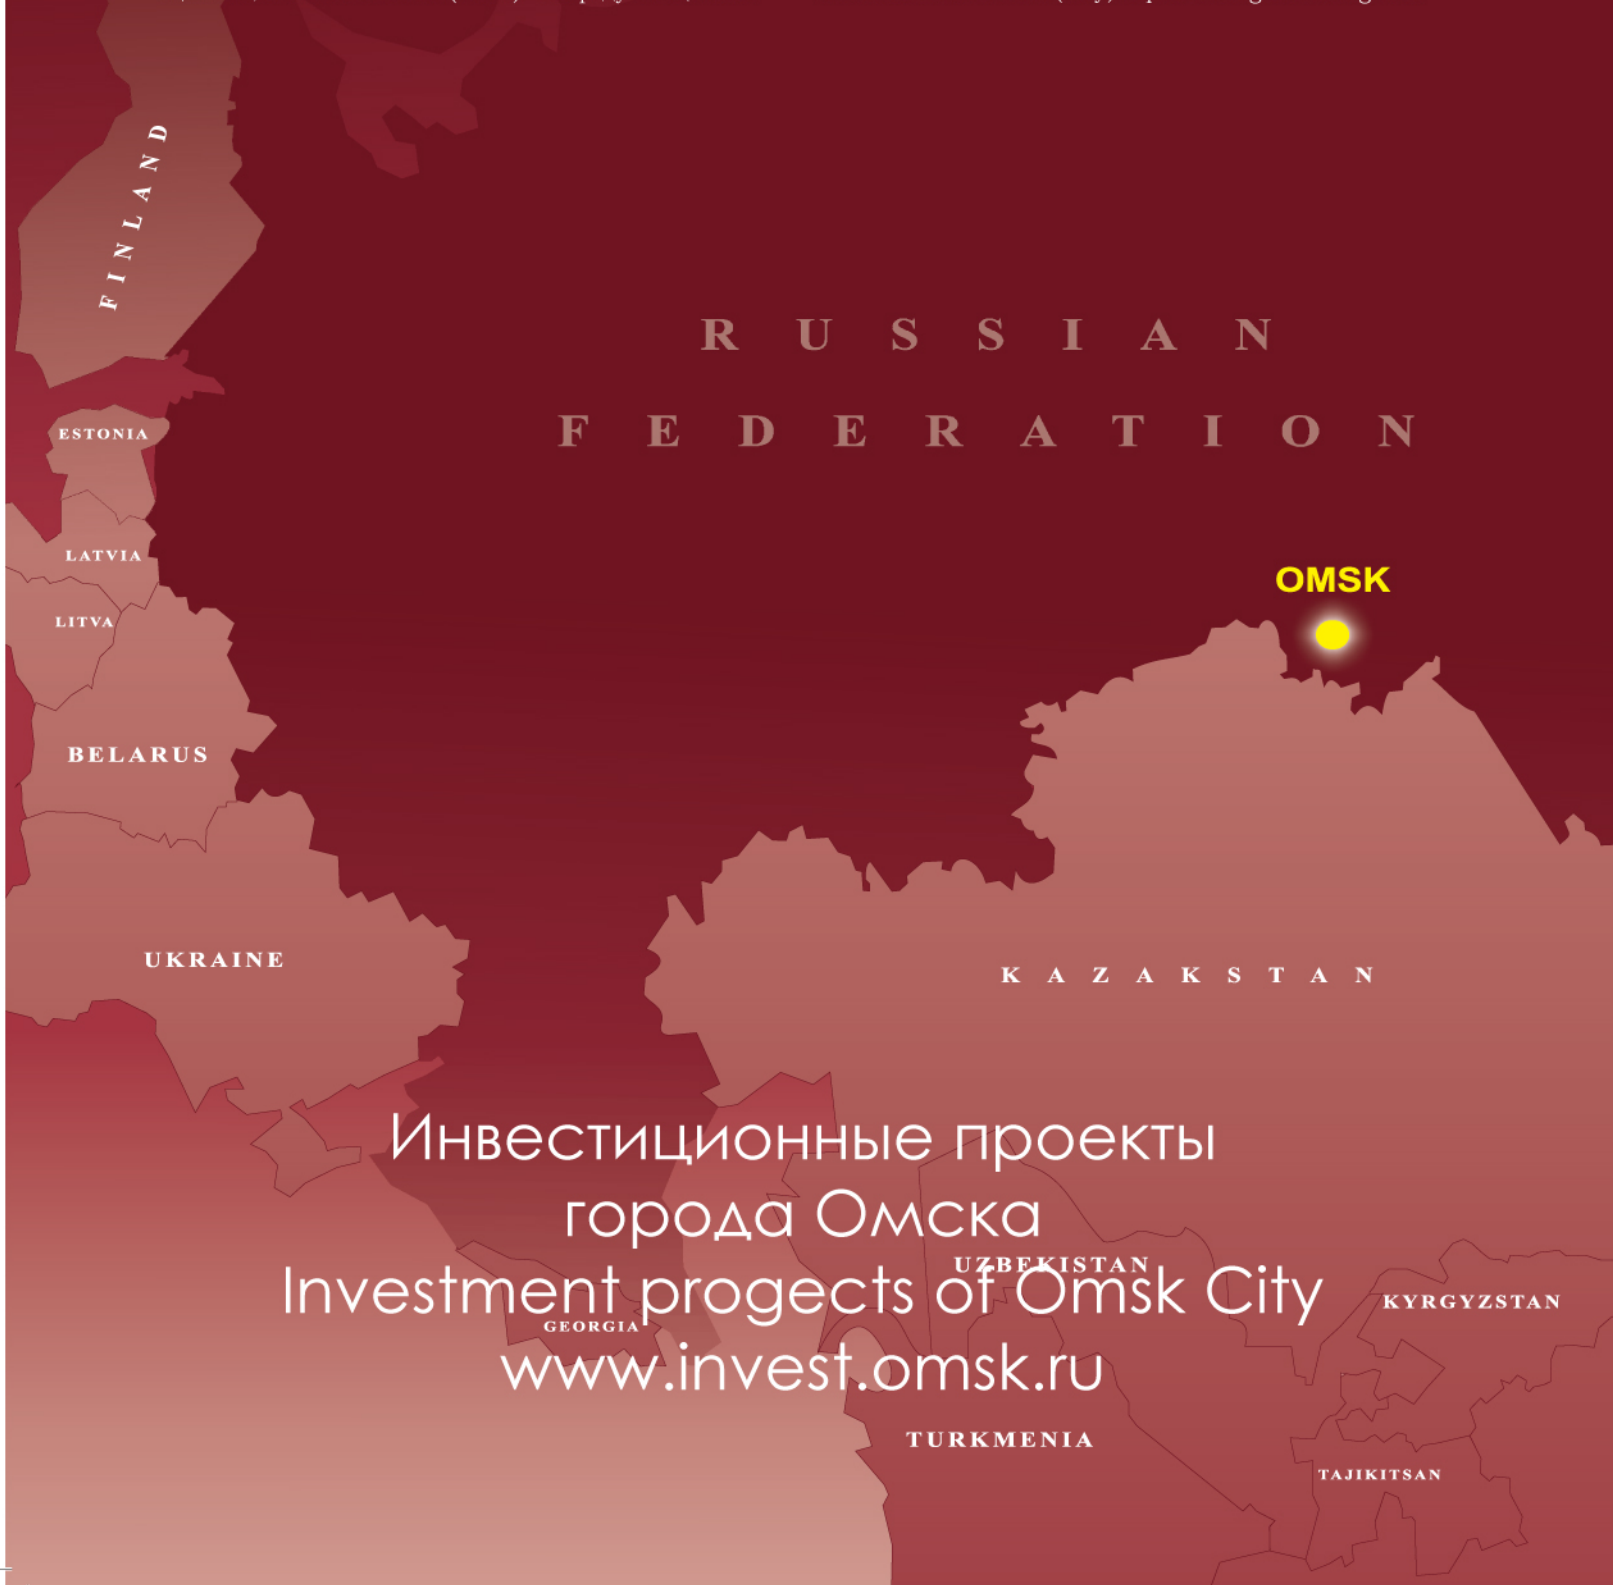 FINLAND
RUSSIAN
FEDERATION
ESTONIA
LATVIA
OMSK
LITVA
BELARUS
UKRAINE
KAZAKSTAN
Инвестиционные проекты
города Омска
UZBEKISTAN
Investment progects of Omsk City
KYRGYZSTAN
GEORGIA
www.invest.omsk.ru
TURKMENIA
TAJIKITSAN